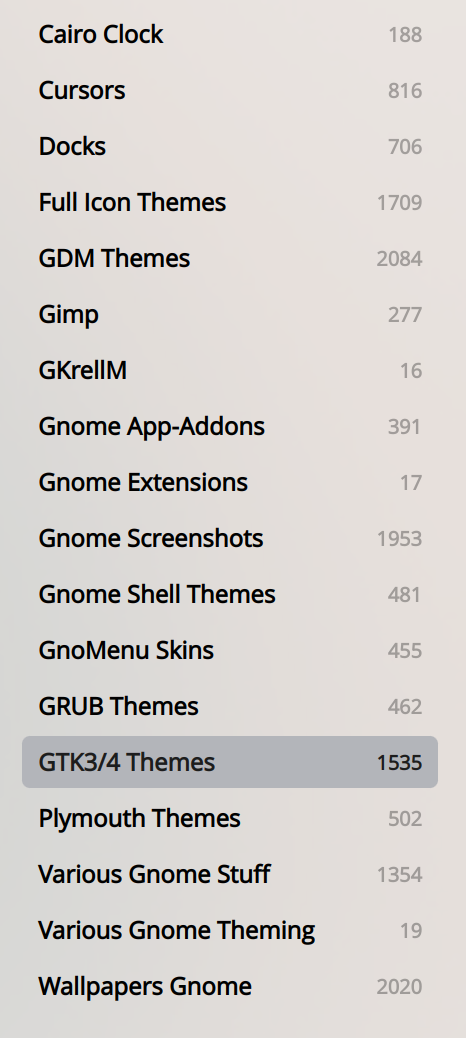 Cairo Clock 188
Cursors 816
Docks 706
Full Icon Themes 1709
GDM Themes 2084
Gimp 277
GKrellM 16
Gnome App-Addons 391
Gnome Extensions 17
Gnome Screenshots 1953
Gnome Shell Themes 481
GnoMenu Skins 455
GRUB Themes 462
GTK3/4 Themes 1535
Plymouth Themes 502
Various Gnome Stuff 1354
Various Gnome Theming 19
Wallpapers Gnome 2020